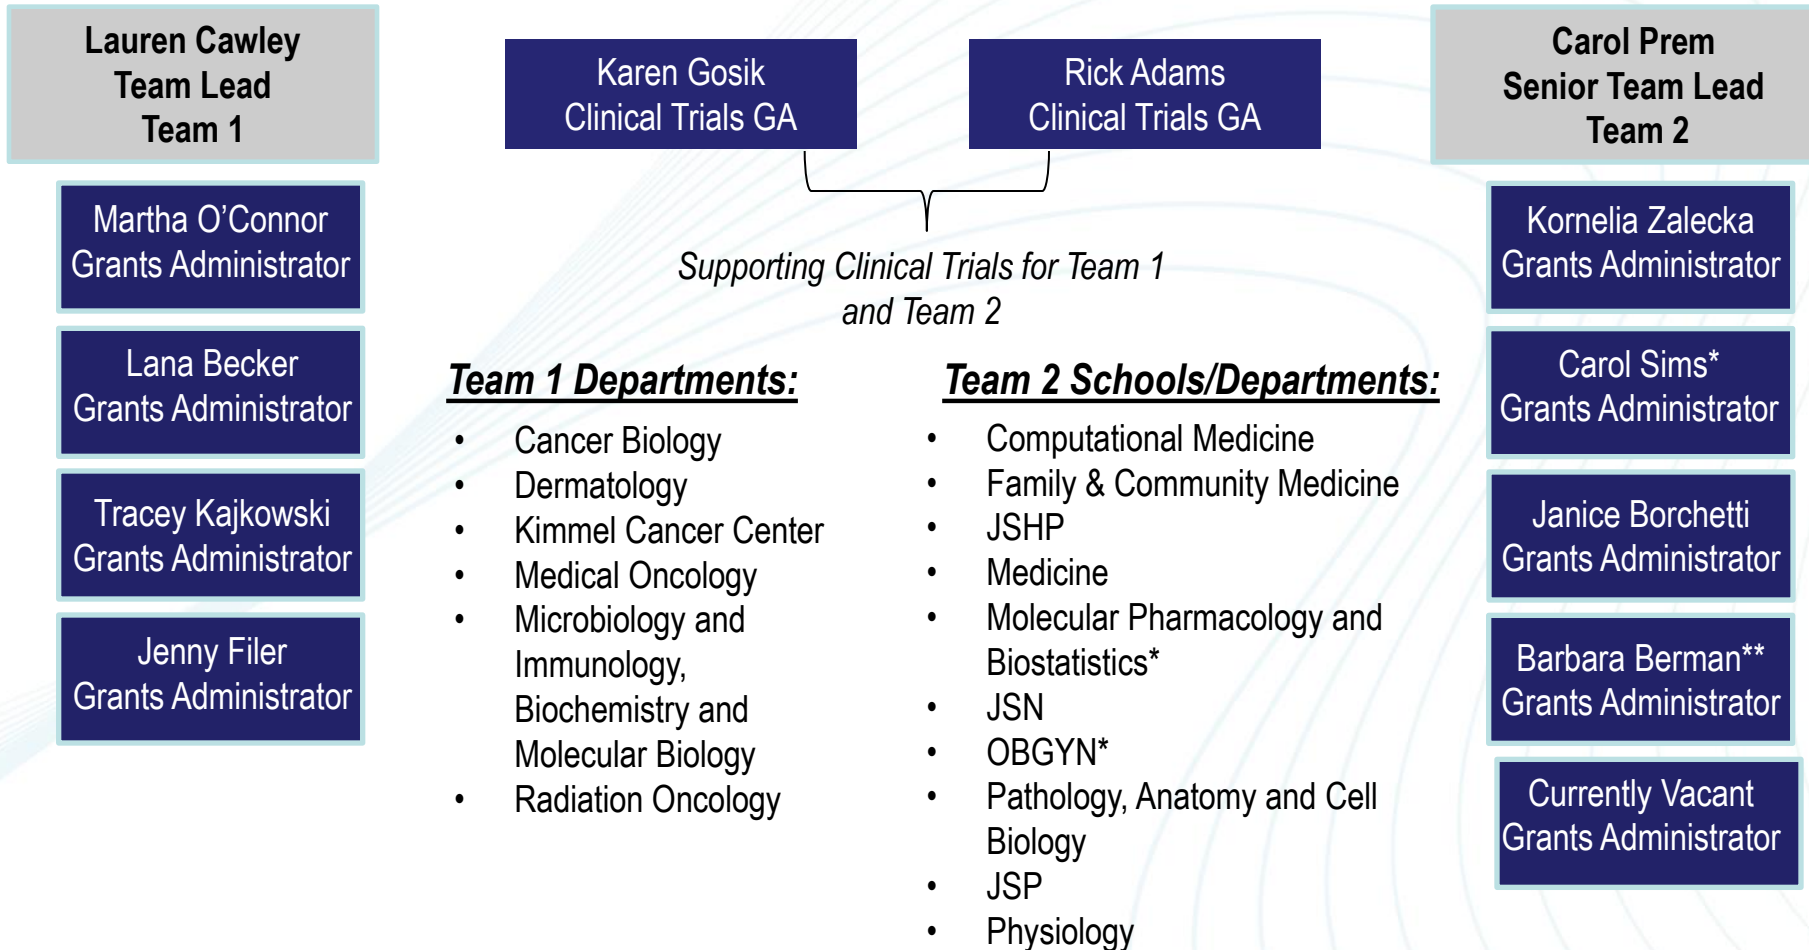 Lauren Cawley
Team Lead
Team 1
Martha O’Connor
Grants Administrator
Lana Becker
Grants Administrator
Tracey Kajkowski
Grants Administrator
Jenny Filer
Grants Administrator
Karen Gosik
Clinical Trials GA
Rick Adams
Clinical Trials GA
Supporting Clinical Trials for Team 1
and Team 2
Team 1 Departments:
• Cancer Biology
• Dermatology
• Kimmel Cancer Center
• Medical Oncology
• Microbiology and
Immunology,
Biochemistry and
Molecular Biology
• Radiation Oncology
Team 2 Schools/Departments:
• Computational Medicine
• Family & Community Medicine
• JSHP
• Medicine
• Molecular Pharmacology and
Biostatistics*
• JSN
• OBGYN*
• Pathology, Anatomy and Cell
Biology
• JSP
• Physiology
Carol Prem
Senior Team Lead
Team 2
Kornelia Zalecka
Grants Administrator
Carol Sims*
Grants Administrator
Janice Borchetti
Grants Administrator
Barbara Berman**
Grants Administrator
Currently Vacant
Grants Administrator